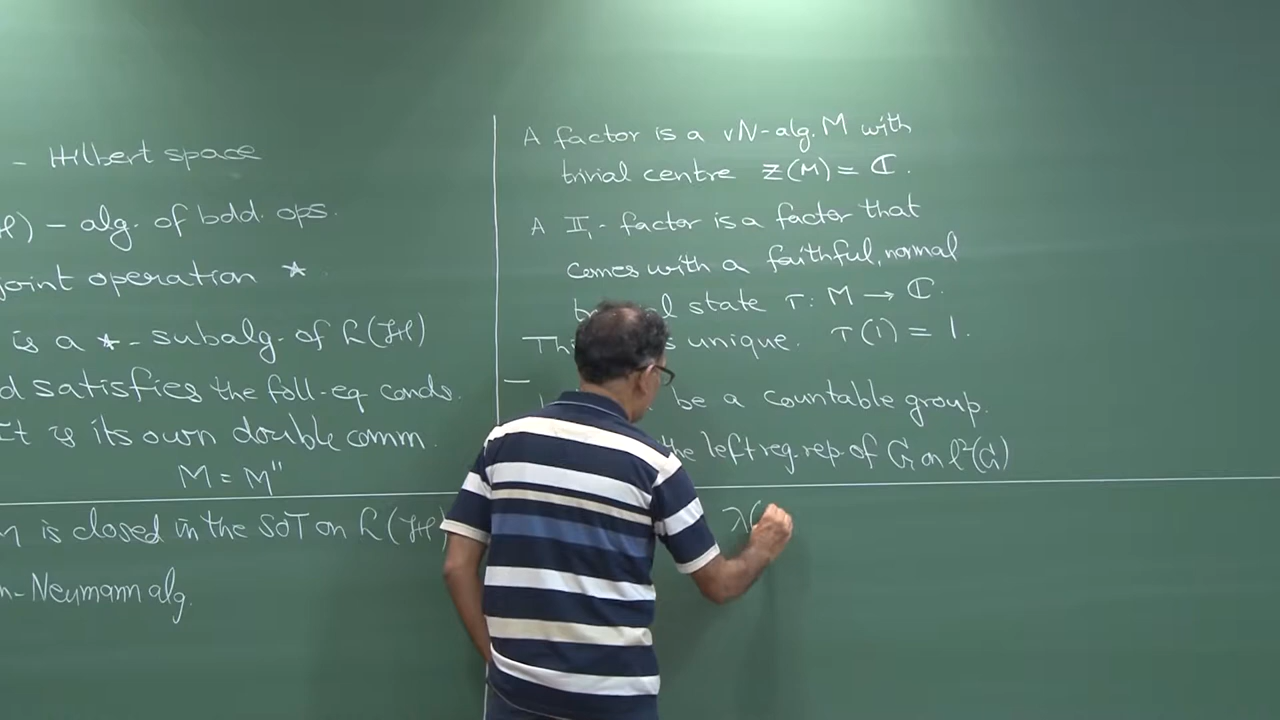 - Hilbert space
H) - alg. of bdd. ops.
joint operation *
is a *-subalg. of L(H)
d satisfies the foll-eq conds.
It is its own double comm.
M = M"
M is closed in the SOT on L(H)
n-Neumann alg.
A factor is a vN-alg. M with
trivial centre Z(M) = ℂ.
A II₁-factor is a factor that
comes with a faithful, normal
state τ: M → ℂ.
unique. τ(1) = 1.
be a countable group.
the left reg. rep. of G on l²(G)
λ(